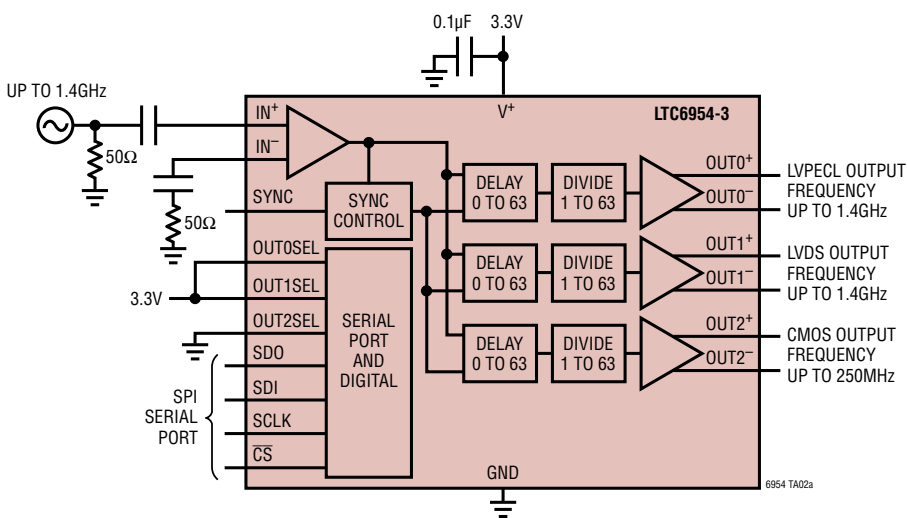 0.1µF 3.3V
UP TO 1.4GHz
V+
LTC6954-3
IN+
IN−
50Ω
50Ω
SYNC
SYNC
CONTROL
DELAY
0 TO 63
DIVIDE
1 TO 63
OUT0+
OUT0−
LVPECL OUTPUT
FREQUENCY
UP TO 1.4GHz
OUT0SEL
OUT1SEL
3.3V
OUT2SEL
DELAY
0 TO 63
DIVIDE
1 TO 63
OUT1+
OUT1−
LVDS OUTPUT
FREQUENCY
UP TO 1.4GHz
SERIAL
PORT
AND
DIGITAL
DELAY
0 TO 63
DIVIDE
1 TO 63
OUT2+
OUT2−
CMOS OUTPUT
FREQUENCY
UP TO 250MHz
SPI
SERIAL
PORT
SDO
SDI
SCLK
CS
GND
6954 TA02a